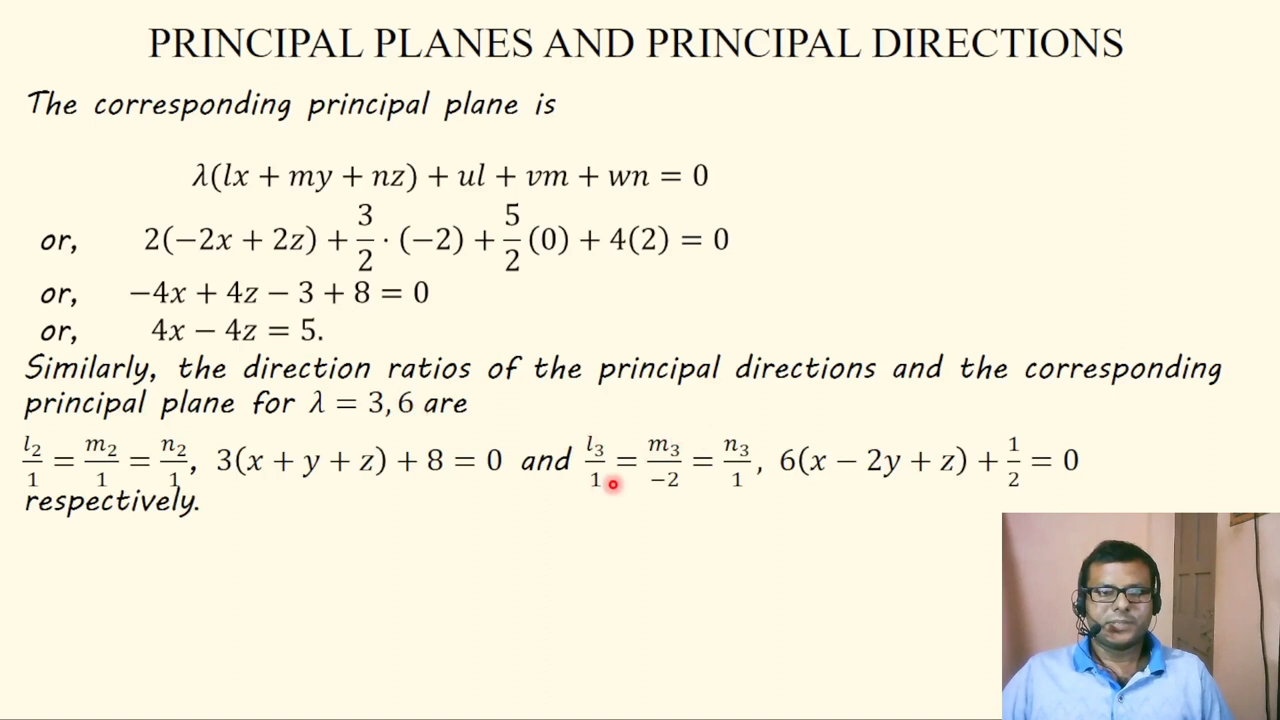 PRINCIPAL PLANES AND PRINCIPAL DIRECTIONS
The corresponding principal plane is
λ(lx + my + nz) + ul + vm + wn = 0
or, 2(−2x + 2z) + 3/2 · (−2) + 5/2 (0) + 4(2) = 0
or, −4x + 4z − 3 + 8 = 0
or, 4x − 4z = 5.
Similarly, the direction ratios of the principal directions and the corresponding
principal plane for λ = 3, 6 are
l₂/1 = m₂/1 = n₂/1, 3(x + y + z) + 8 = 0 and l₃/1 = m₃/−2 = n₃/1, 6(x − 2y + z) + 1/2 = 0
respectively.